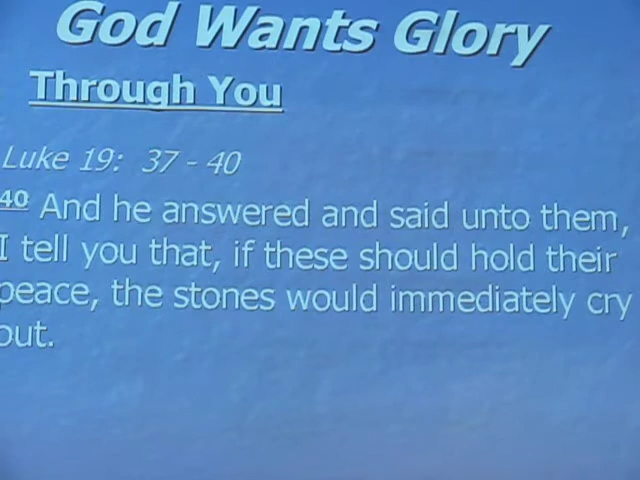 God Wants Glory
Through You
Luke 19: 37 - 40
40 And he answered and said unto them,
I tell you that, if these should hold their
peace, the stones would immediately cry
out.